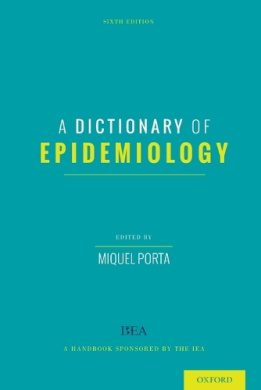 SIXTH EDITION
A DICTIONARY OF
EPIDEMIOLOGY
EDITED BY
MIQUEL PORTA
IEA
A HANDBOOK SPONSORED BY THE IEA
OXFORD